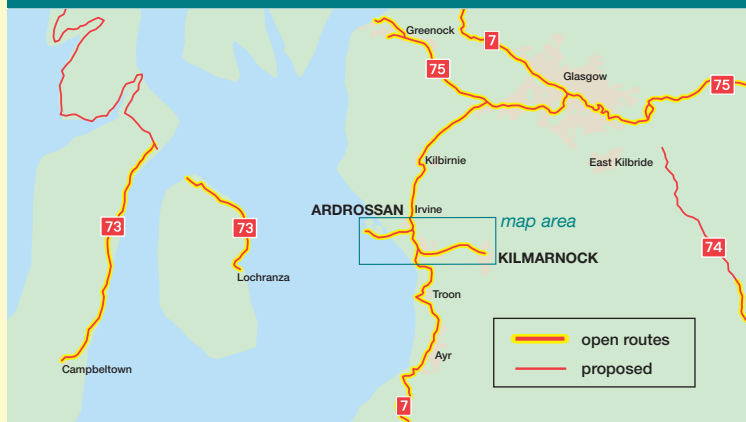 Greenock
7
75
Glasgow
75
Kilbirnie
East Kilbride
ARDROSSAN
Irvine
map area
73
73
74
KILMARNOCK
Lochranza
Troon
open routes
Ayr
proposed
Campbeltown
7